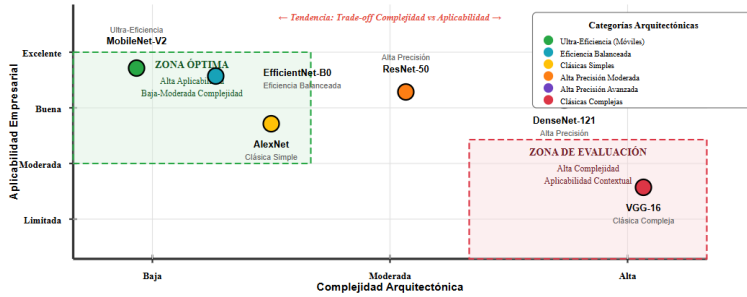 ← Tendencia: Trade-off Complejidad vs Aplicabilidad →
Categorías Arquitectónicas
Ultra-Eficiencia (Móviles)
Eficiencia Balanceada
Clásicas Simples
Alta Precisión Moderada
Alta Precisión Avanzada
Clásicas Complejas
Aplicabilidad Empresarial
Excelente
Buena
Moderada
Limitada
Ultra-Eficiencia
MobileNet-V2
ZONA ÓPTIMA
Alta Aplicabi
Baja-Moderada Complejidad
EfficientNet-B0
Eficiencia Balanceada
AlexNet
Clásica Simple
Alta Precisión
ResNet-50
DenseNet-121
Alta Precisión
ZONA DE EVALUACIÓN
Alta Complejidad
Aplicabilidad Contextual
VGG-16
Clásica Compleja
Baja
Moderada
Alta
Complejidad Arquitectónica